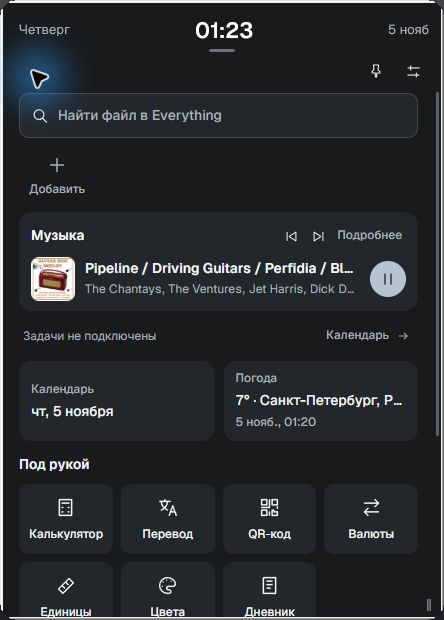 Четверг
01:23
5 нояб
Найти файл в Everything
Добавить
Музыка
Подробнее
Pipeline / Driving Guitars / Perfidia / Bl...
The Chantays, The Ventures, Jet Harris, Dick D...
Задачи не подключены
Календарь →
Календарь
чт, 5 ноября
Погода
7° · Санкт-Петербург, Р...
5 нояб., 01:20
Под рукой
Калькулятор
Перевод
QR-код
Валюты
Единицы
Цвета
Дневник